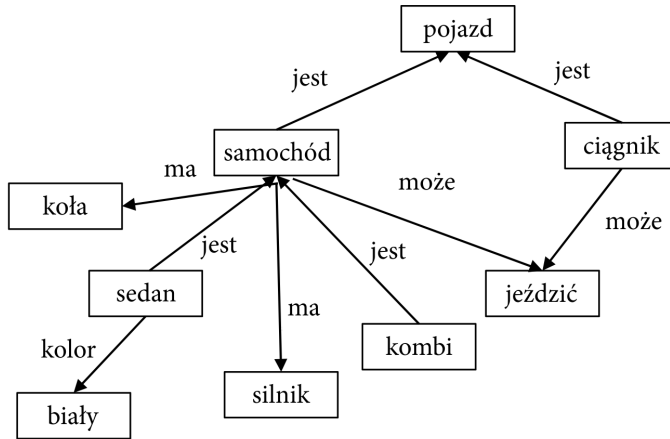 pojazd
jest
jest
samochód
ciągnik
ma
może
koła
jest
jest
może
sedan
ma
jeździć
kolor
kombi
silnik
biały